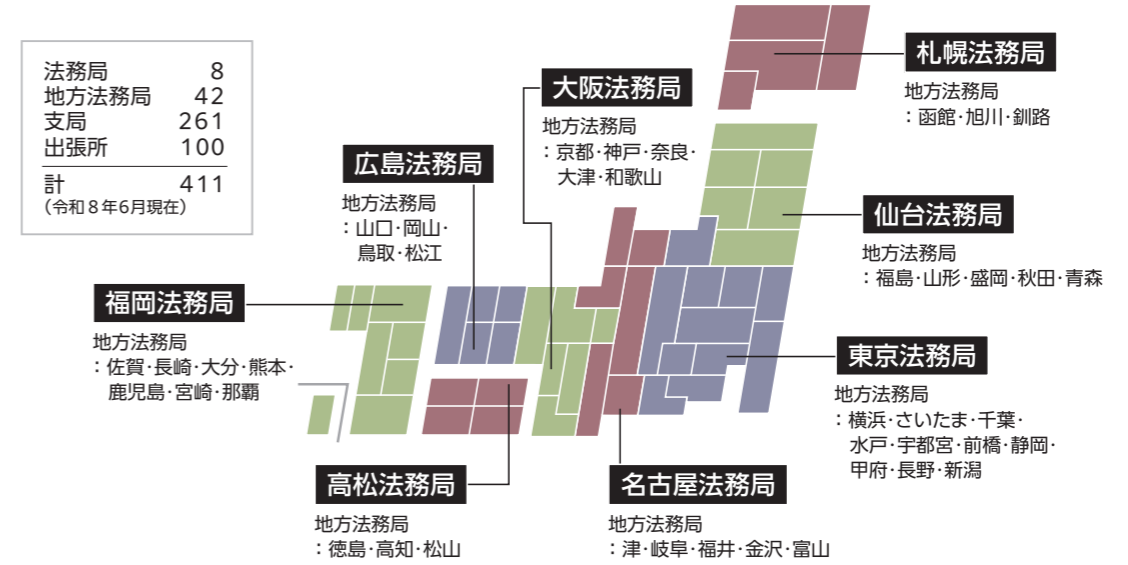 法務局 8
地方法務局 42
支局 261
出張所 100
計 411
(令和8年6月現在)
札幌法務局
地方法務局
：函館・旭川・釧路
大阪法務局
地方法務局
：京都・神戸・奈良・
大津・和歌山
広島法務局
地方法務局
：山口・岡山・
鳥取・松江
仙台法務局
地方法務局
：福島・山形・盛岡・秋田・青森
福岡法務局
地方法務局
：佐賀・長崎・大分・熊本・
鹿児島・宮崎・那覇
東京法務局
地方法務局
：横浜・さいたま・千葉・
水戸・宇都宮・前橋・静岡・
甲府・長野・新潟
高松法務局
地方法務局
：徳島・高知・松山
名古屋法務局
地方法務局
：津・岐阜・福井・金沢・富山